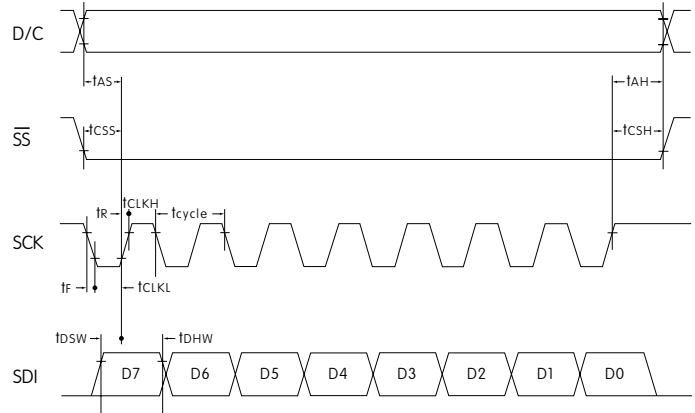 D/C
tAS
tAH
SS
tCSS
tCSH
tR
tCLKH
tcycle
SCK
tF
tCLKL
tDSW
tDHW
SDI
D7 D6 D5 D4 D3 D2 D1 D0